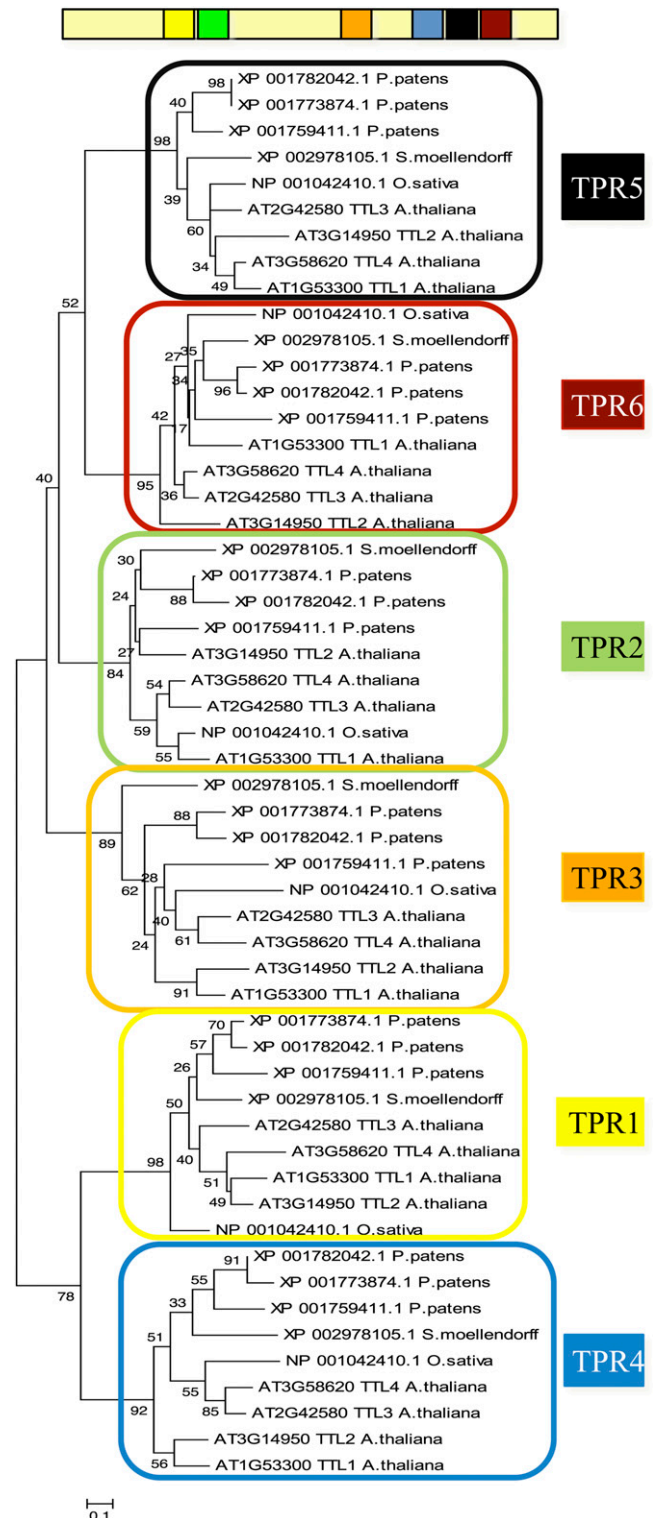 98 XP 001782042.1 P.patens
40 XP 001773874.1 P.patens
XP 001759411.1 P.patens
98
XP 002978105.1 S.moellendorff
39 NP 001042410.1 O.sativa
TPR5
AT2G42580 TTL3 A.thaliana
60
AT3G14950 TTL2 A.thaliana
34 AT3G58620 TTL4 A.thaliana
49 AT1G53300 TTL1 A.thaliana
52
NP 001042410.1 O.sativa
35 XP 002978105.1 S.moellendorff
27 XP 001773874.1 P.patens
34
96 XP 001782042.1 P.patens
TPR6
42 XP 001759411.1 P.patens
17
AT1G53300 TTL1 A.thaliana
AT3G58620 TTL4 A.thaliana
95 36 AT2G42580 TTL3 A.thaliana
40
AT3G14950 TTL2 A.thaliana
XP 002978105.1 S.moellendorff
30
XP 001773874.1 P.patens
24 88 XP 001782042.1 P.patens
XP 001759411.1 P.patens
27 AT3G14950 TTL2 A.thaliana
TPR2
84
54 AT3G58620 TTL4 A.thaliana
AT2G42580 TTL3 A.thaliana
59 NP 001042410.1 O.sativa
55 AT1G53300 TTL1 A.thaliana
XP 002978105.1 S.moellendorff
88 XP 001773874.1 P.patens
89 XP 001782042.1 P.patens
28 XP 001759411.1 P.patens
62
40 NP 001042410.1 O.sativa
TPR3
AT2G42580 TTL3 A.thaliana
24 61 AT3G58620 TTL4 A.thaliana
AT3G14950 TTL2 A.thaliana
91 AT1G53300 TTL1 A.thaliana
70 XP 001773874.1 P.patens
57 XP 001782042.1 P.patens
26 XP 001759411.1 P.patens
50 XP 002978105.1 S.moellendorff
AT2G42580 TTL3 A.thaliana
TPR1
98 40 AT3G58620 TTL4 A.thaliana
51 AT1G53300 TTL1 A.thaliana
49 AT3G14950 TTL2 A.thaliana
NP 001042410.1 O.sativa
78
91 XP 001782042.1 P.patens
55 XP 001773874.1 P.patens
33 XP 001759411.1 P.patens
51 XP 002978105.1 S.moellendorff
NP 001042410.1 O.sativa
TPR4
55 AT3G58620 TTL4 A.thaliana
92 85 AT2G42580 TTL3 A.thaliana
AT3G14950 TTL2 A.thaliana
56 AT1G53300 TTL1 A.thaliana
0.1